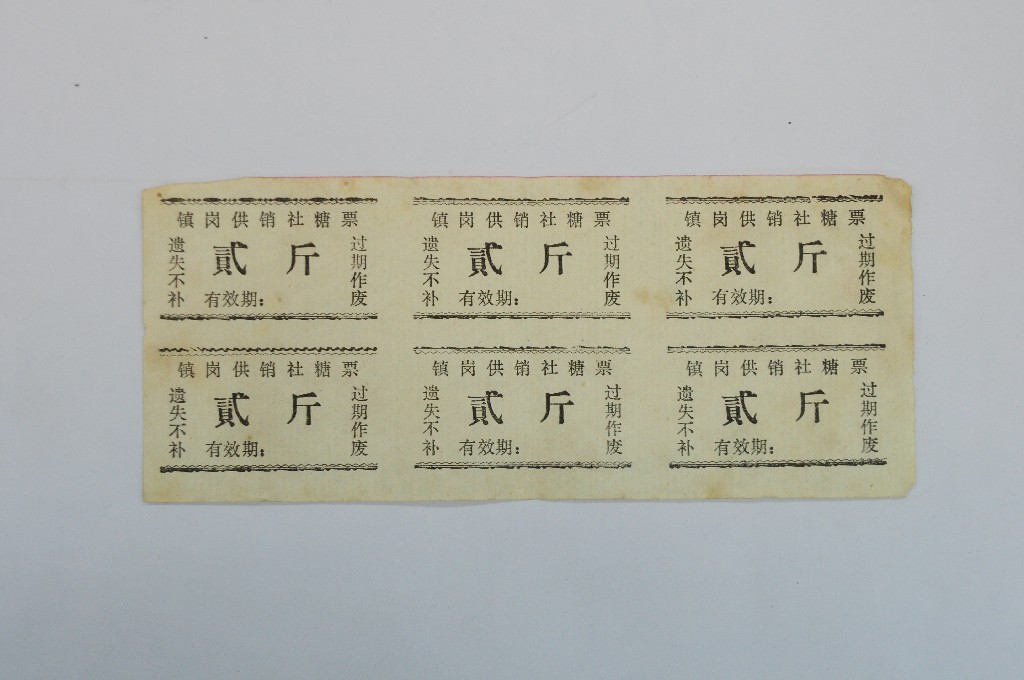 镇岗供销社糖票
遗失不补
贰斤
过期作废
有效期：
镇岗供销社糖票
遗失不补
贰斤
过期作废
有效期：
镇岗供销社糖票
遗失不补
贰斤
过期作废
有效期：
镇岗供销社糖票
遗失不补
贰斤
过期作废
有效期：
镇岗供销社糖票
遗失不补
贰斤
过期作废
有效期：
镇岗供销社糖票
遗失不补
贰斤
过期作废
有效期：